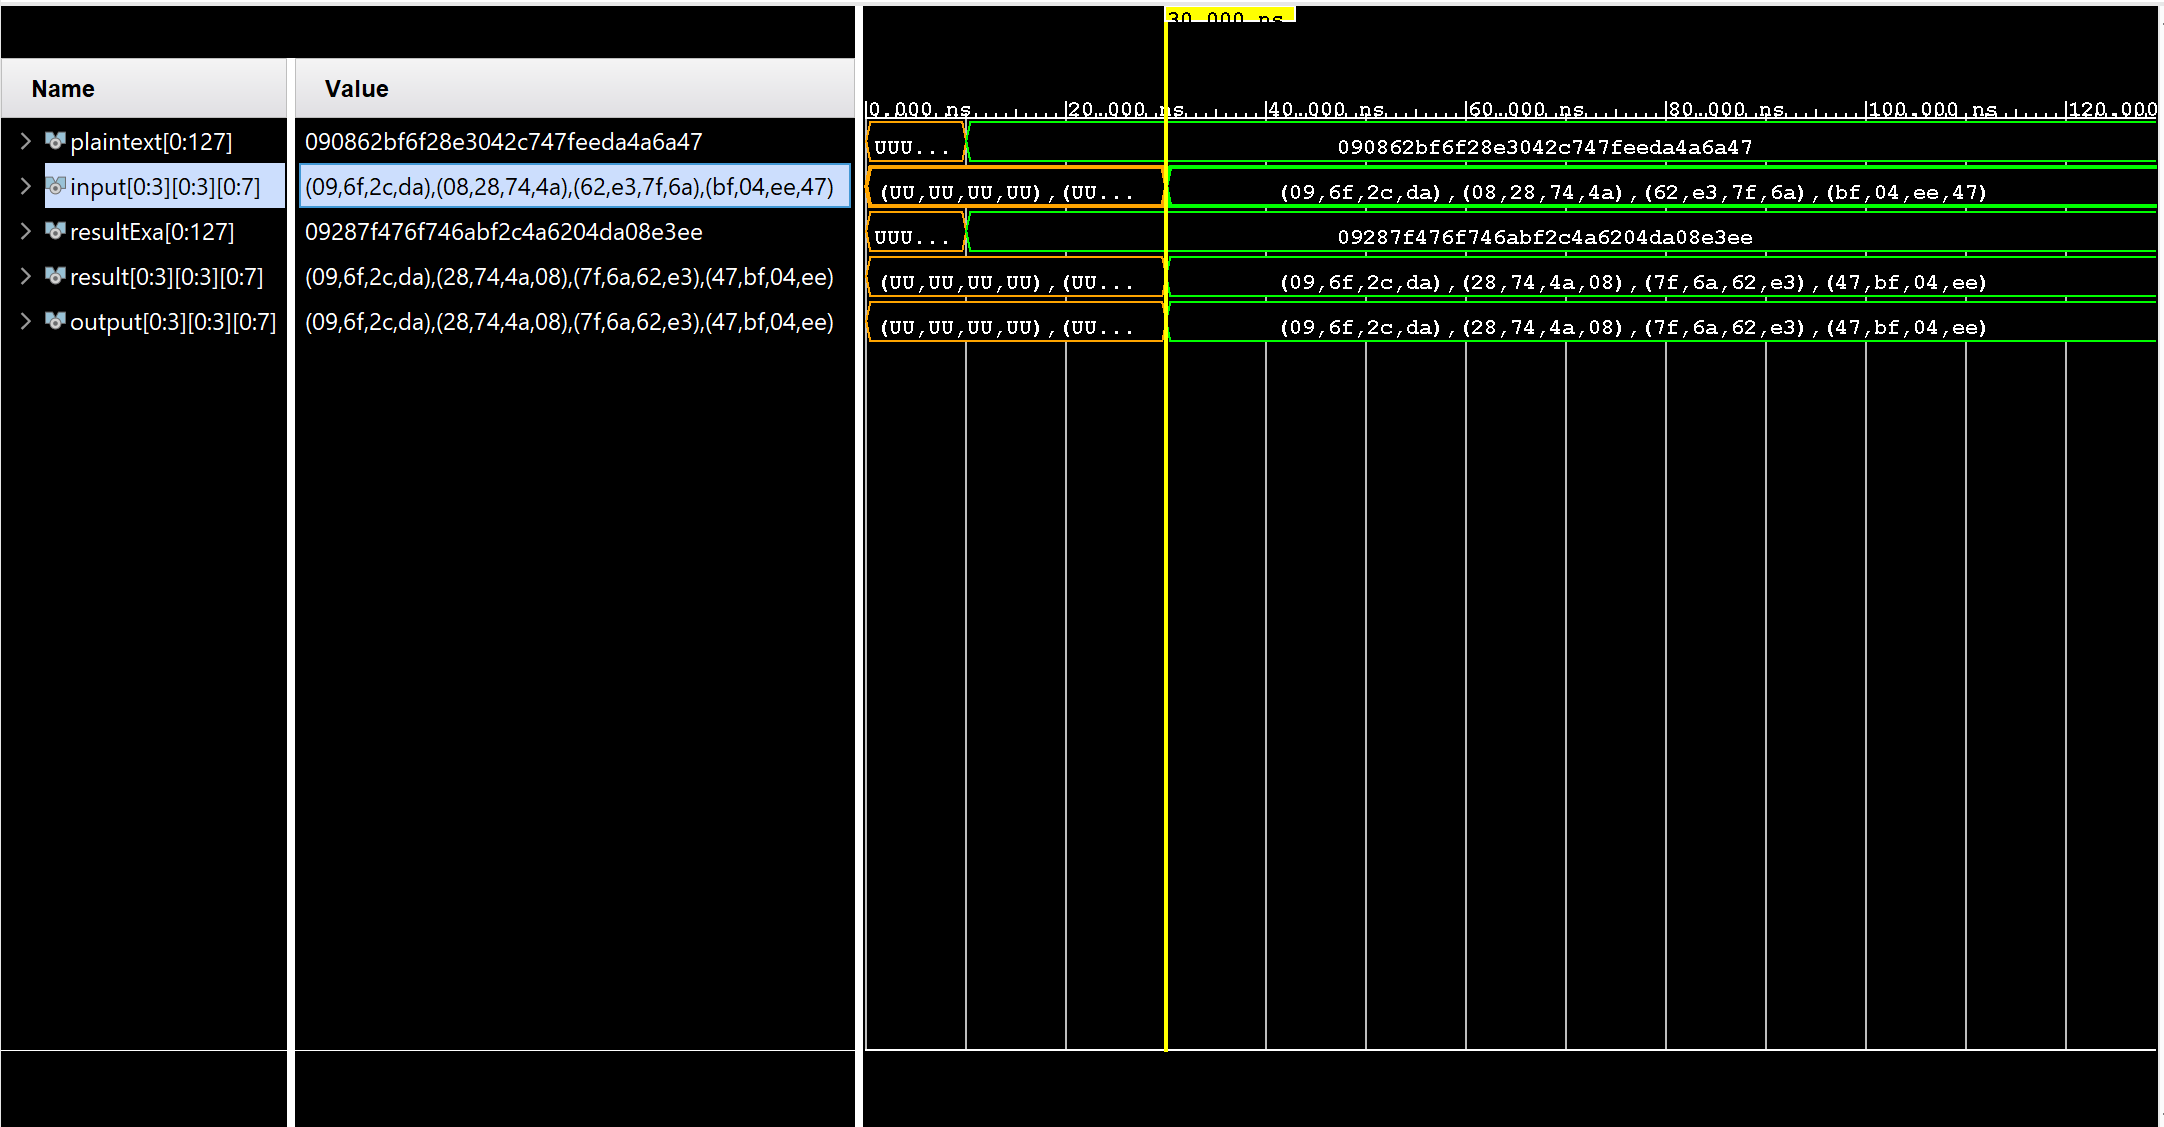 30.000 ns
Name Value
0.000 ns 20.000 ns 40.000 ns 60.000 ns 80.000 ns 100.000 ns 120.000
plaintext[0:127] 090862bf6f28e3042c747feeda4a6a47 UUU... 090862bf6f28e3042c747feeda4a6a47
input[0:3][0:3][0:7] (09,6f,2c,da),(08,28,74,4a),(62,e3,7f,6a),(bf,04,ee,47) (UU,UU,UU,UU),(UU... (09,6f,2c,da),(08,28,74,4a),(62,e3,7f,6a),(bf,04,ee,47)
resultExa[0:127] 09287f476f746abf2c4a6204da08e3ee UUU... 09287f476f746abf2c4a6204da08e3ee
result[0:3][0:3][0:7] (09,6f,2c,da),(28,74,4a,08),(7f,6a,62,e3),(47,bf,04,ee) (UU,UU,UU,UU),(UU... (09,6f,2c,da),(28,74,4a,08),(7f,6a,62,e3),(47,bf,04,ee)
output[0:3][0:3][0:7] (09,6f,2c,da),(28,74,4a,08),(7f,6a,62,e3),(47,bf,04,ee) (UU,UU,UU,UU),(UU... (09,6f,2c,da),(28,74,4a,08),(7f,6a,62,e3),(47,bf,04,ee)